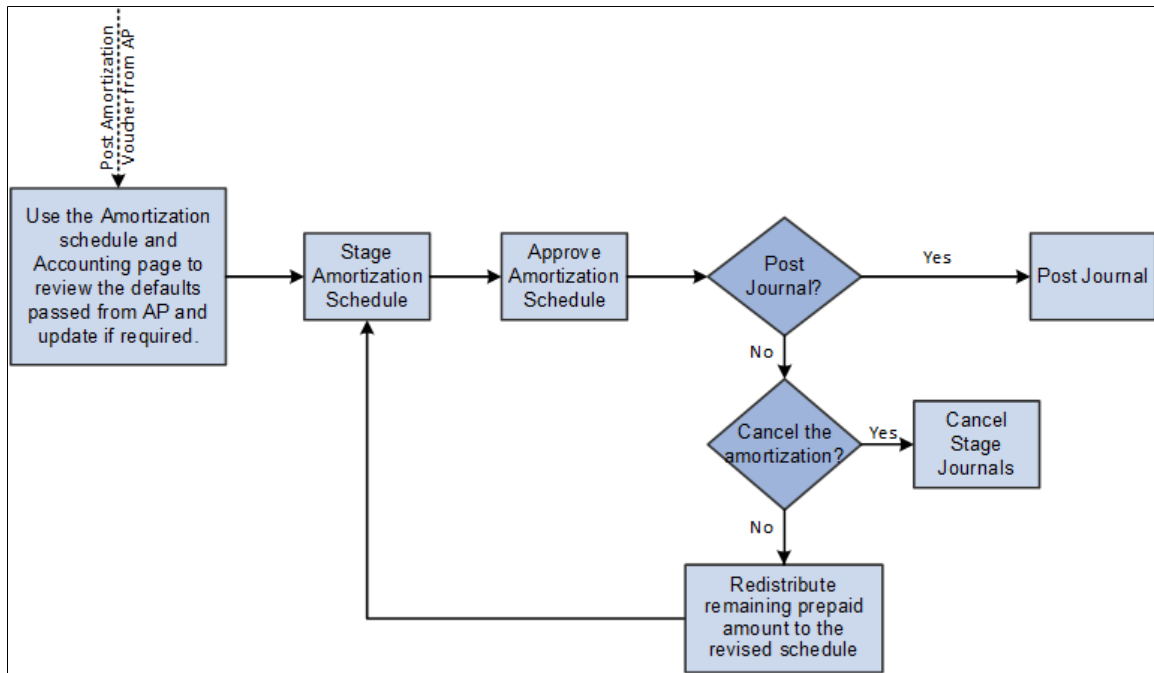 Post Amortization
Voucher from AP
Use the Amortization
schedule and
Accounting page to
review the defaults
passed from AP and
update if required.
Stage
Amortization
Schedule
Approve
Amortization
Schedule
Post
Journal?
Yes
Post Journal
No
Cancel the
amortization?
Yes
Cancel
Stage
Journals
No
Redistribute
remaining prepaid
amount to the
revised schedule